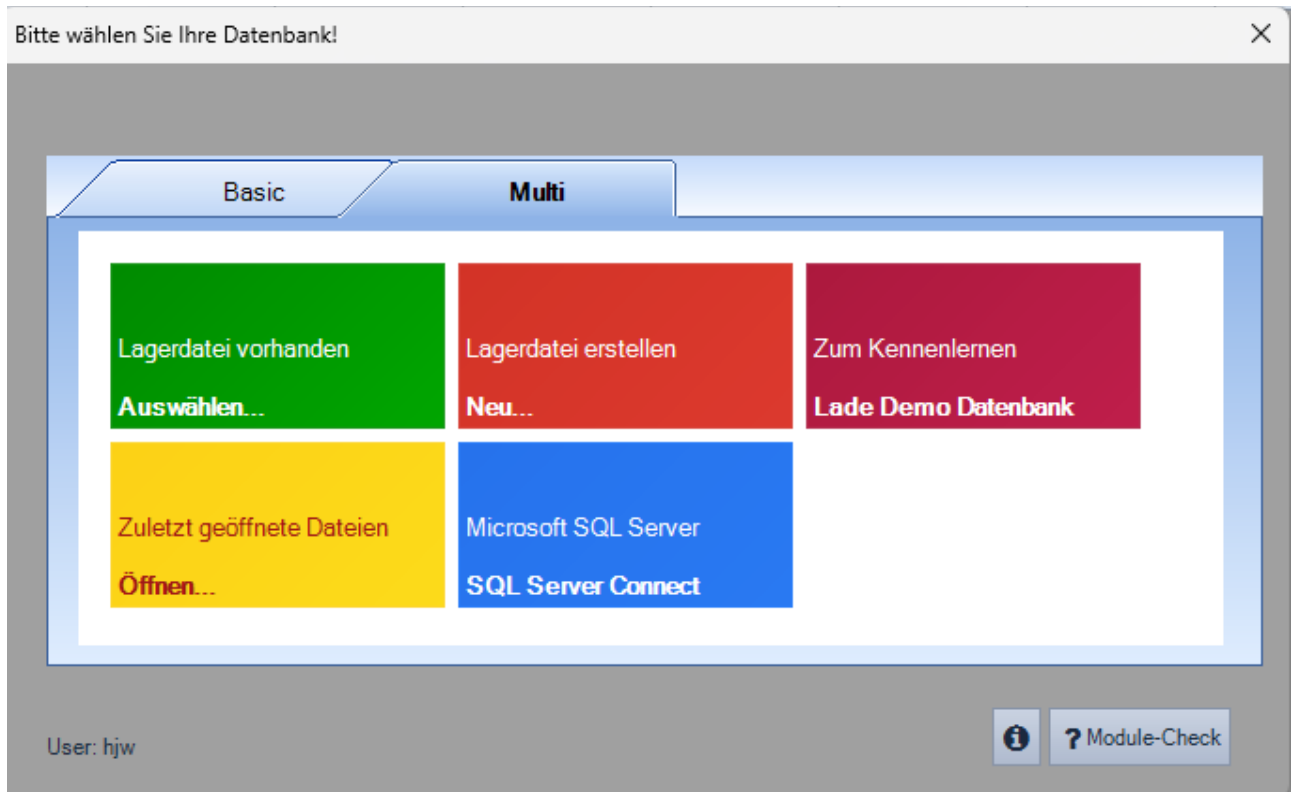 Bitte wählen Sie Ihre Datenbank!
Basic
Multi
Lagerdatei vorhanden
Auswählen...
Lagerdatei erstellen
Neu...
Zum Kennenlernen
Lade Demo Datenbank
Zuletzt geöffnete Dateien
Öffnen...
Microsoft SQL Server
SQL Server Connect
User: hjw
? Module-Check